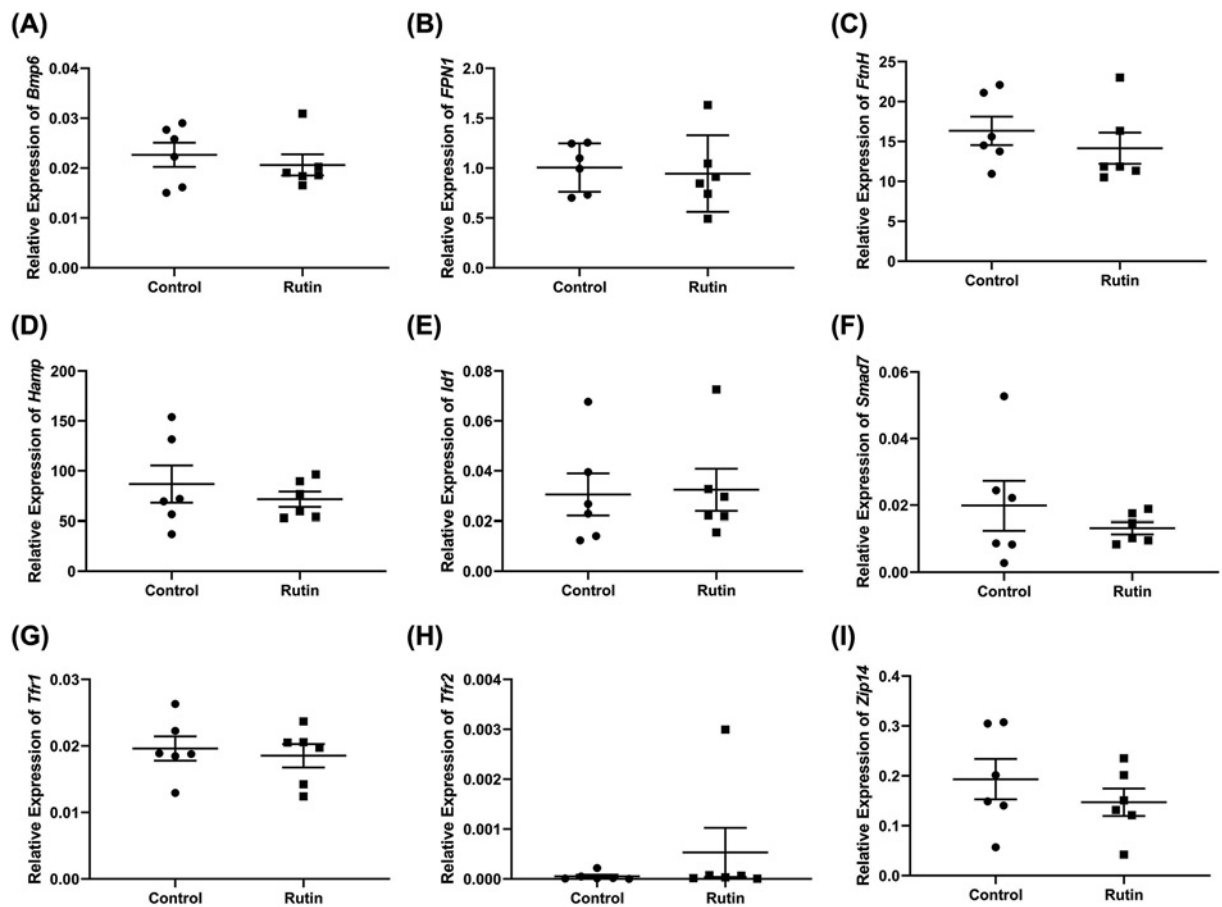 (A)
Relative Expression of Bmp6
0.04
0.03
0.02
0.01
0.00
Control Rutin
(B)
Relative Expression of FPN1
2.0
1.5
1.0
0.5
0.0
Control Rutin
(C)
Relative Expression of FtnH
25
20
15
10
5
0
Control Rutin
(D)
Relative Expression of Hamp
200
150
100
50
0
Control Rutin
(E)
Relative Expression of Id1
0.08
0.06
0.04
0.02
0.00
Control Rutin
(F)
Relative Expression of Smad7
0.06
0.04
0.02
0.00
Control Rutin
(G)
Relative Expression of Tfr1
0.03
0.02
0.01
0.00
Control Rutin
(H)
Relative Expression of Tfr2
0.004
0.003
0.002
0.001
0.000
Control Rutin
(I)
Relative Expression of Zip14
0.4
0.3
0.2
0.1
0.0
Control Rutin